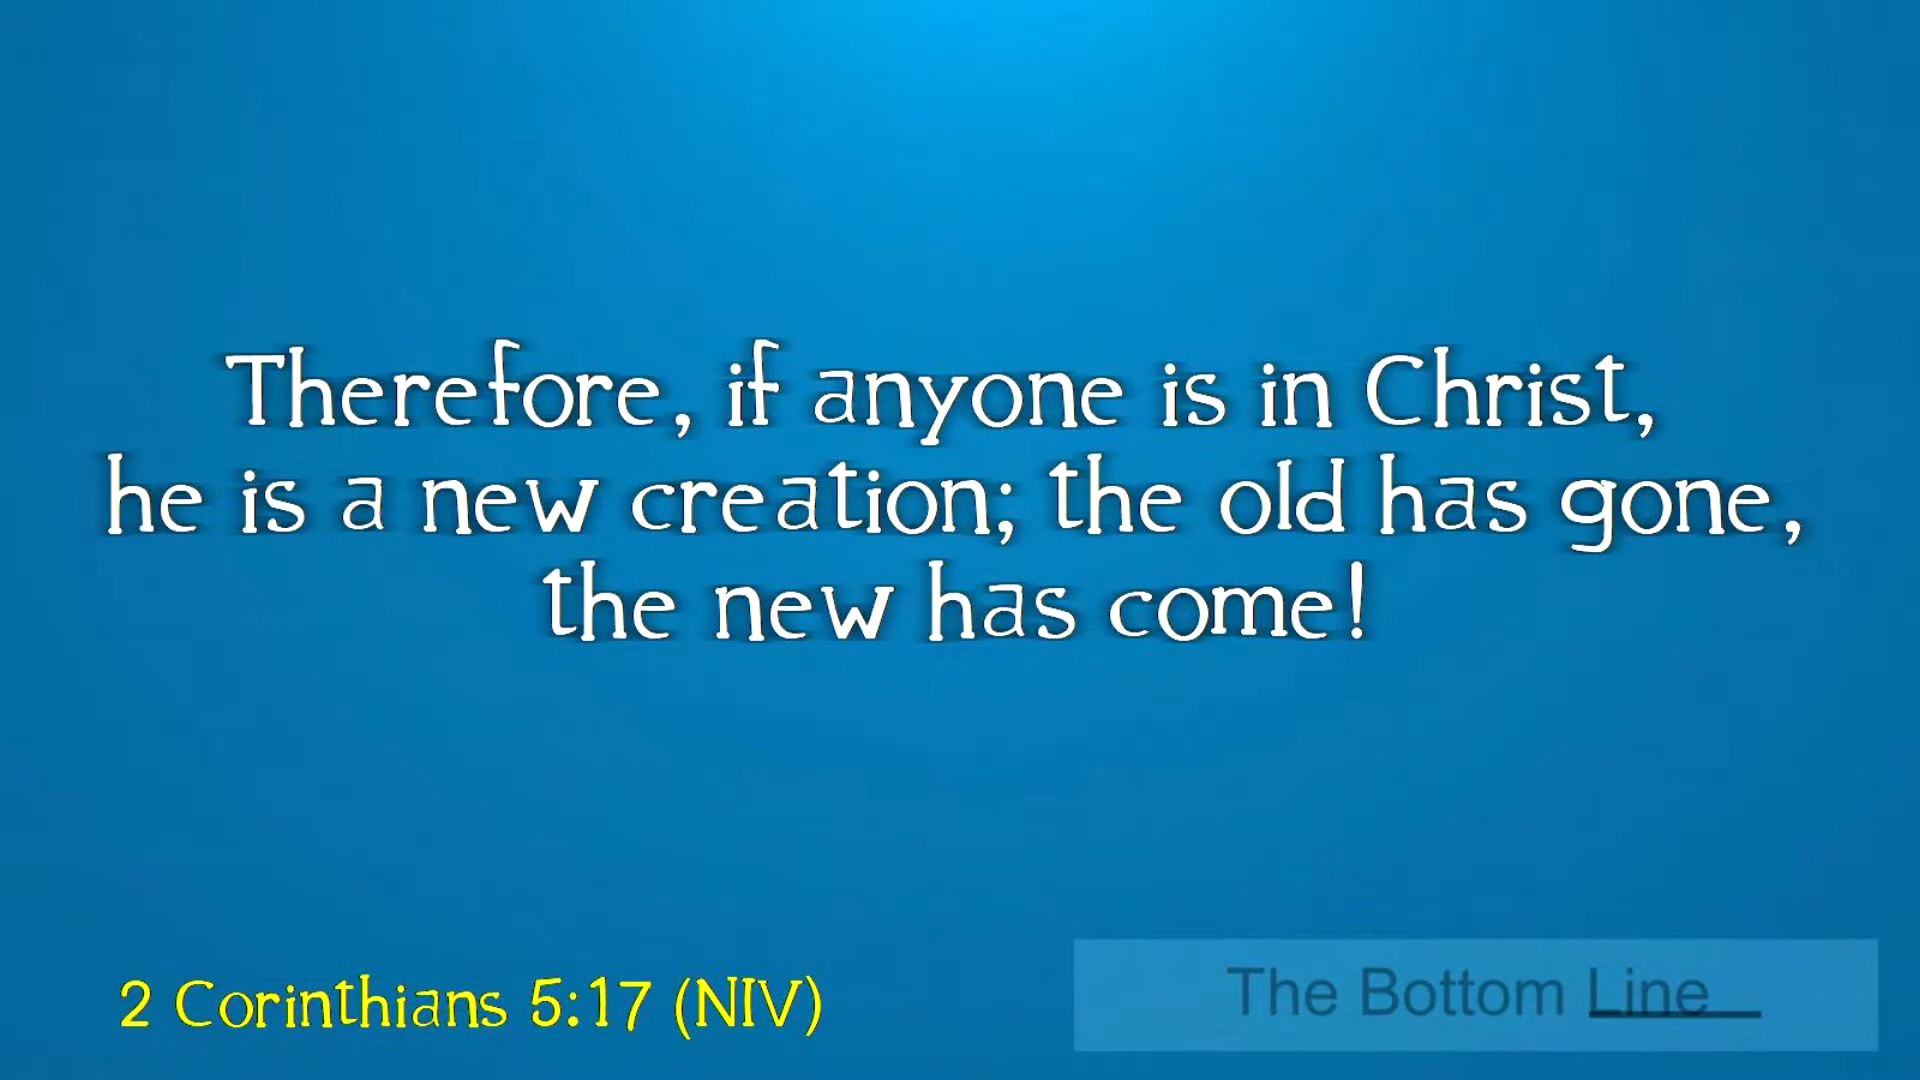 Therefore, if anyone is in Christ,
he is a new creation; the old has gone,
the new has come!
2 Corinthians 5:17 (NIV)
The Bottom Line